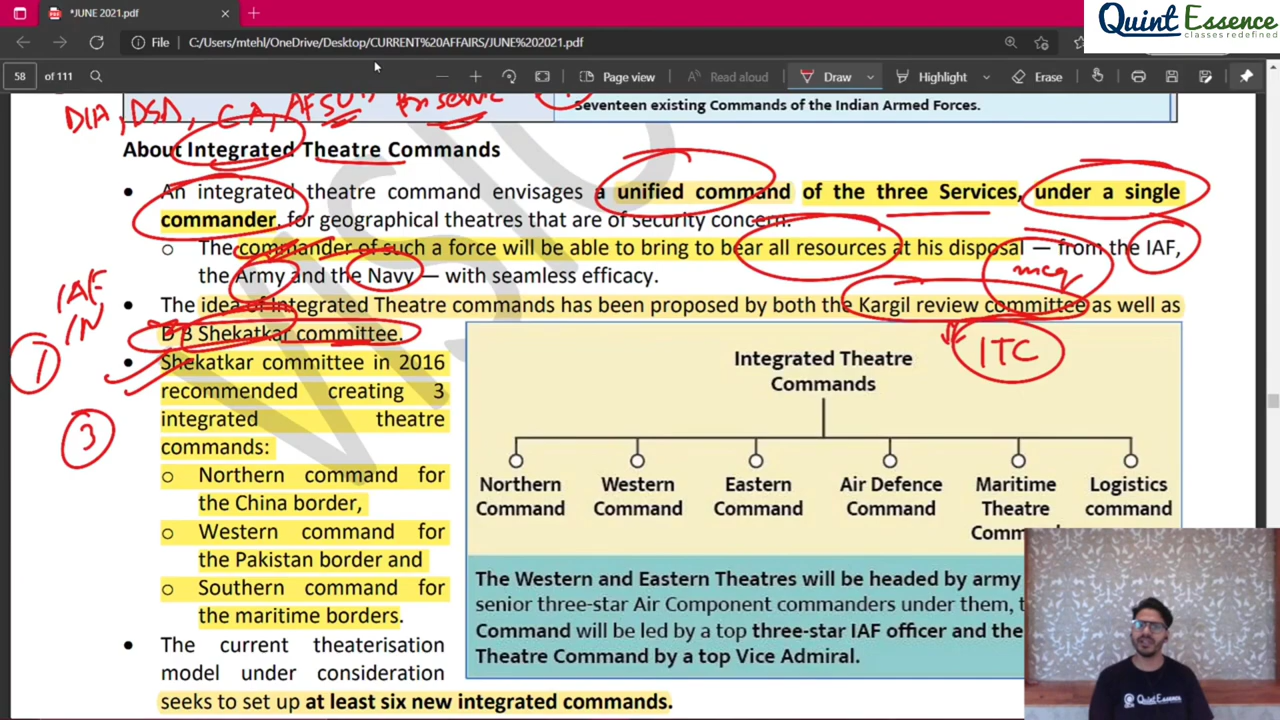 *JUNE 2021.pdf
Quint Essence
classes redefined
File C:/Users/mtehl/OneDrive/Desktop/CURRENT%20AFFAIRS/JUNE%202021.pdf
58 of 111 Page view Read aloud Draw Highlight Erase
Seventeen existing Commands of the Indian Armed Forces.
DIA, DSD,
About Integrated Theatre Commands
• An integrated theatre command envisages a unified command of the three Services, under a single
commander, for geographical theatres that are of security concern.
o The commander of such a force will be able to bring to bear all resources at his disposal — from the IAF,
the Army and the Navy — with seamless efficacy.
mcq
• The idea of Integrated Theatre commands has been proposed by both the Kargil review committee as well as
D B Shekatkar committee.
IAF
IN
1
ITC
• Shekatkar committee in 2016
recommended creating 3
integrated theatre
commands:
3
o Northern command for
the China border,
o Western command for
the Pakistan border and
o Southern command for
the maritime borders.
• The current theaterisation
model under consideration
seeks to set up at least six new integrated commands.
Integrated Theatre
Commands
Northern
Command
Western
Command
Eastern
Command
Air Defence
Command
Maritime
Theatre
Logistics
command
The Western and Eastern Theatres will be headed by army
senior three-star Air Component commanders under them,
Command will be led by a top three-star IAF officer and the
Theatre Command by a top Vice Admiral.
Quint Essence